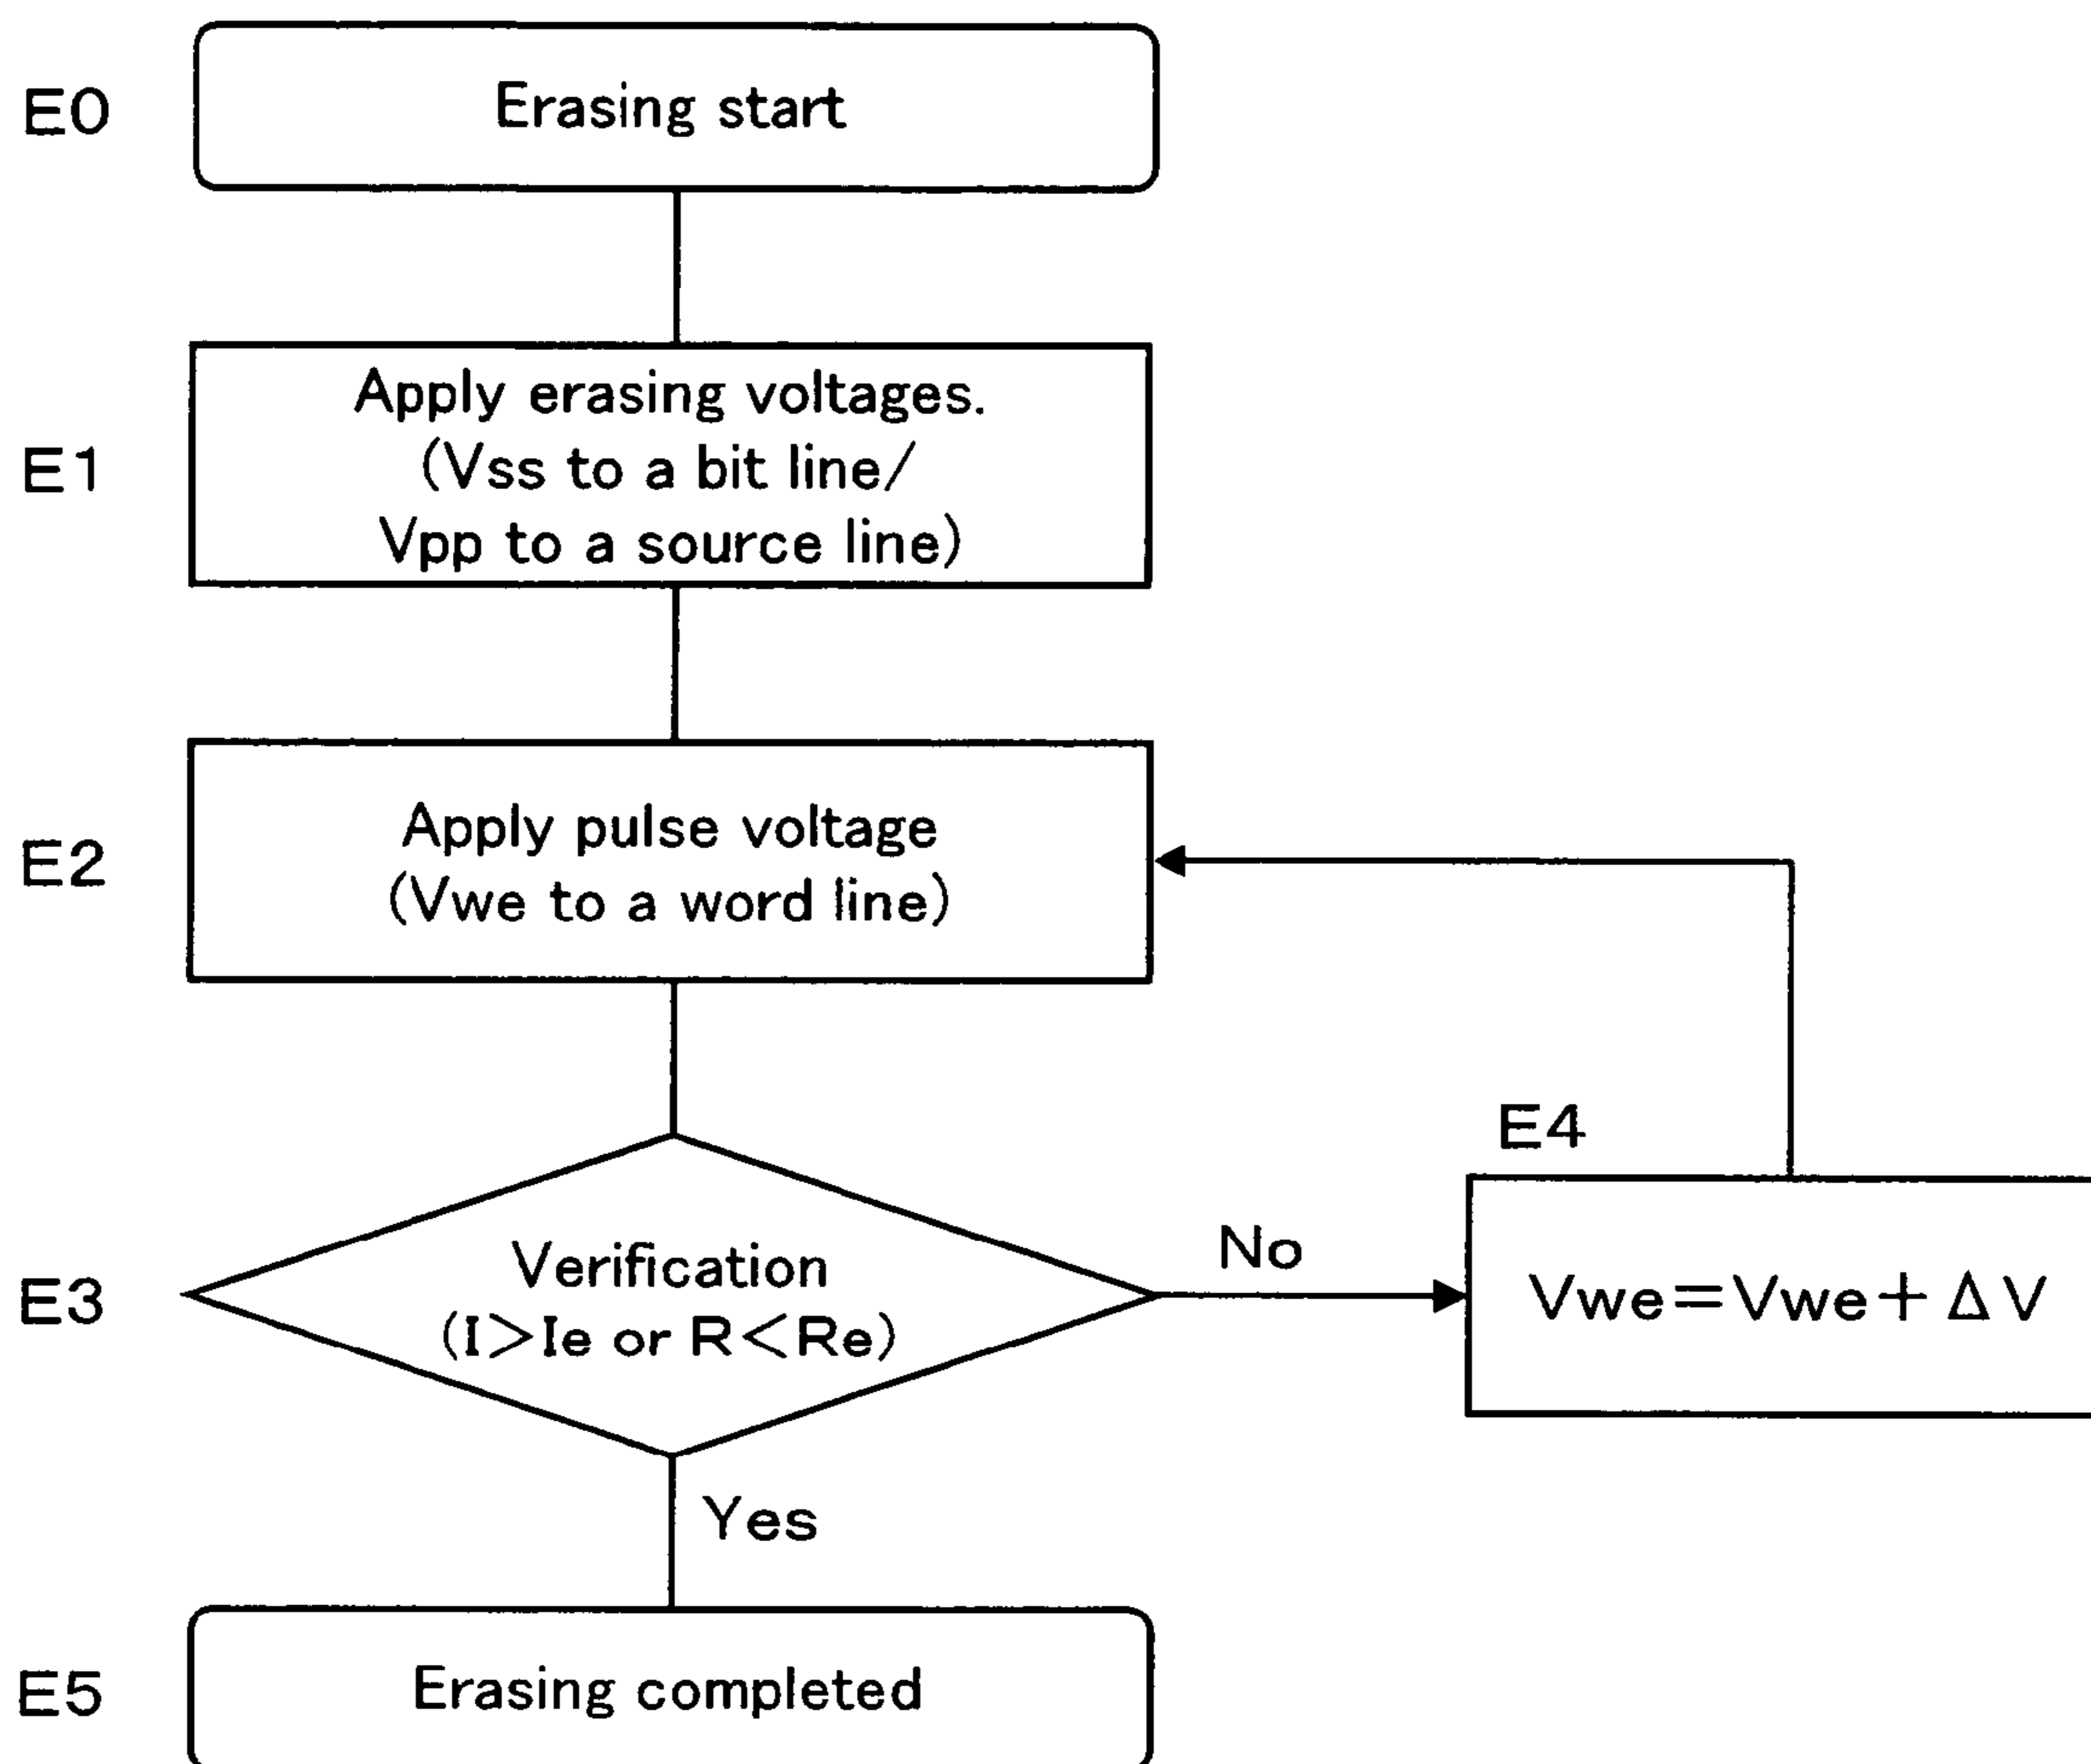 E0
Erasing start
E1
Apply erasing voltages.
(Vss to a bit line/
Vpp to a source line)
E2
Apply pulse voltage
(Vwe to a word line)
E3
Verification
(I>Ie or R<Re)
No
E4
Vwe=Vwe+ΔV
Yes
E5
Erasing completed